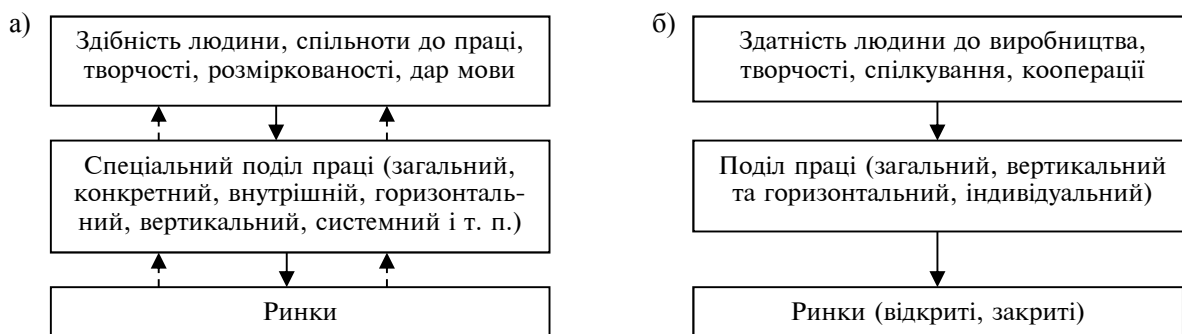 а)
Здібність людини, спільноти до праці,
творчості, розміркованості, дар мови
Спеціальний поділ праці (загальний,
конкретний, внутрішній, горизонталь-
ний, вертикальний, системний і т. п.)
Ринки
б)
Здатність людини до виробництва,
творчості, спілкування, кооперації
Поділ праці (загальний, вертикальний
та горизонтальний, індивідуальний)
Ринки (відкриті, закриті)